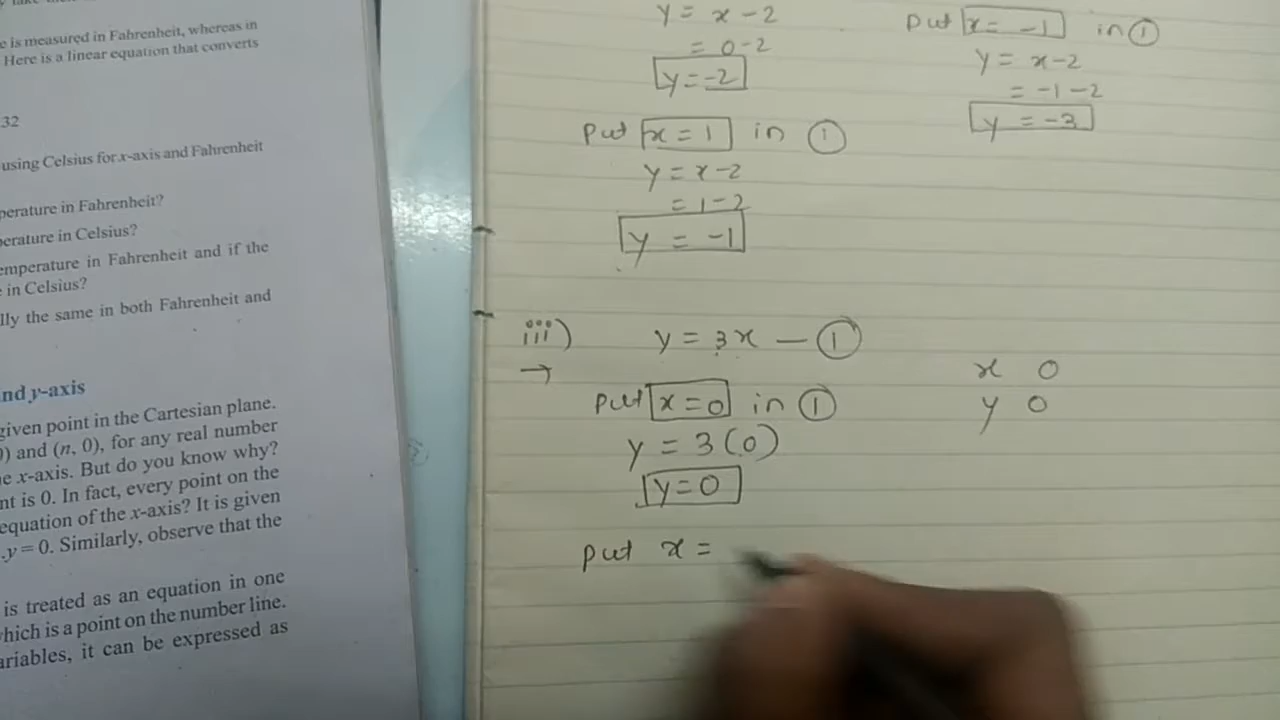 e is measured in Fahrenheit, whereas in
Here is a linear equation that converts
32
using Celsius for x-axis and Fahrenheit
perature in Fahrenheit?
perature in Celsius?
emperature in Fahrenheit and if the
in Celsius?
lly the same in both Fahrenheit and
nd y-axis
given point in the Cartesian plane.
) and (n, 0), for any real number
e x-axis. But do you know why?
nt is 0. In fact, every point on the
equation of the x-axis? It is given
y = 0. Similarly, observe that the
is treated as an equation in one
which is a point on the number line.
ariables, it can be expressed as
y = x-2
= 0-2
y = -2
put x = 1 in ①
y = x-2
= 1-2
y = -1
put x = -1 in ①
y = x-2
= -1-2
y = -3
iii) y = 3x — ①
→
put x = 0 in ①
y = 3(0)
y = 0
put x =
x 0
y 0